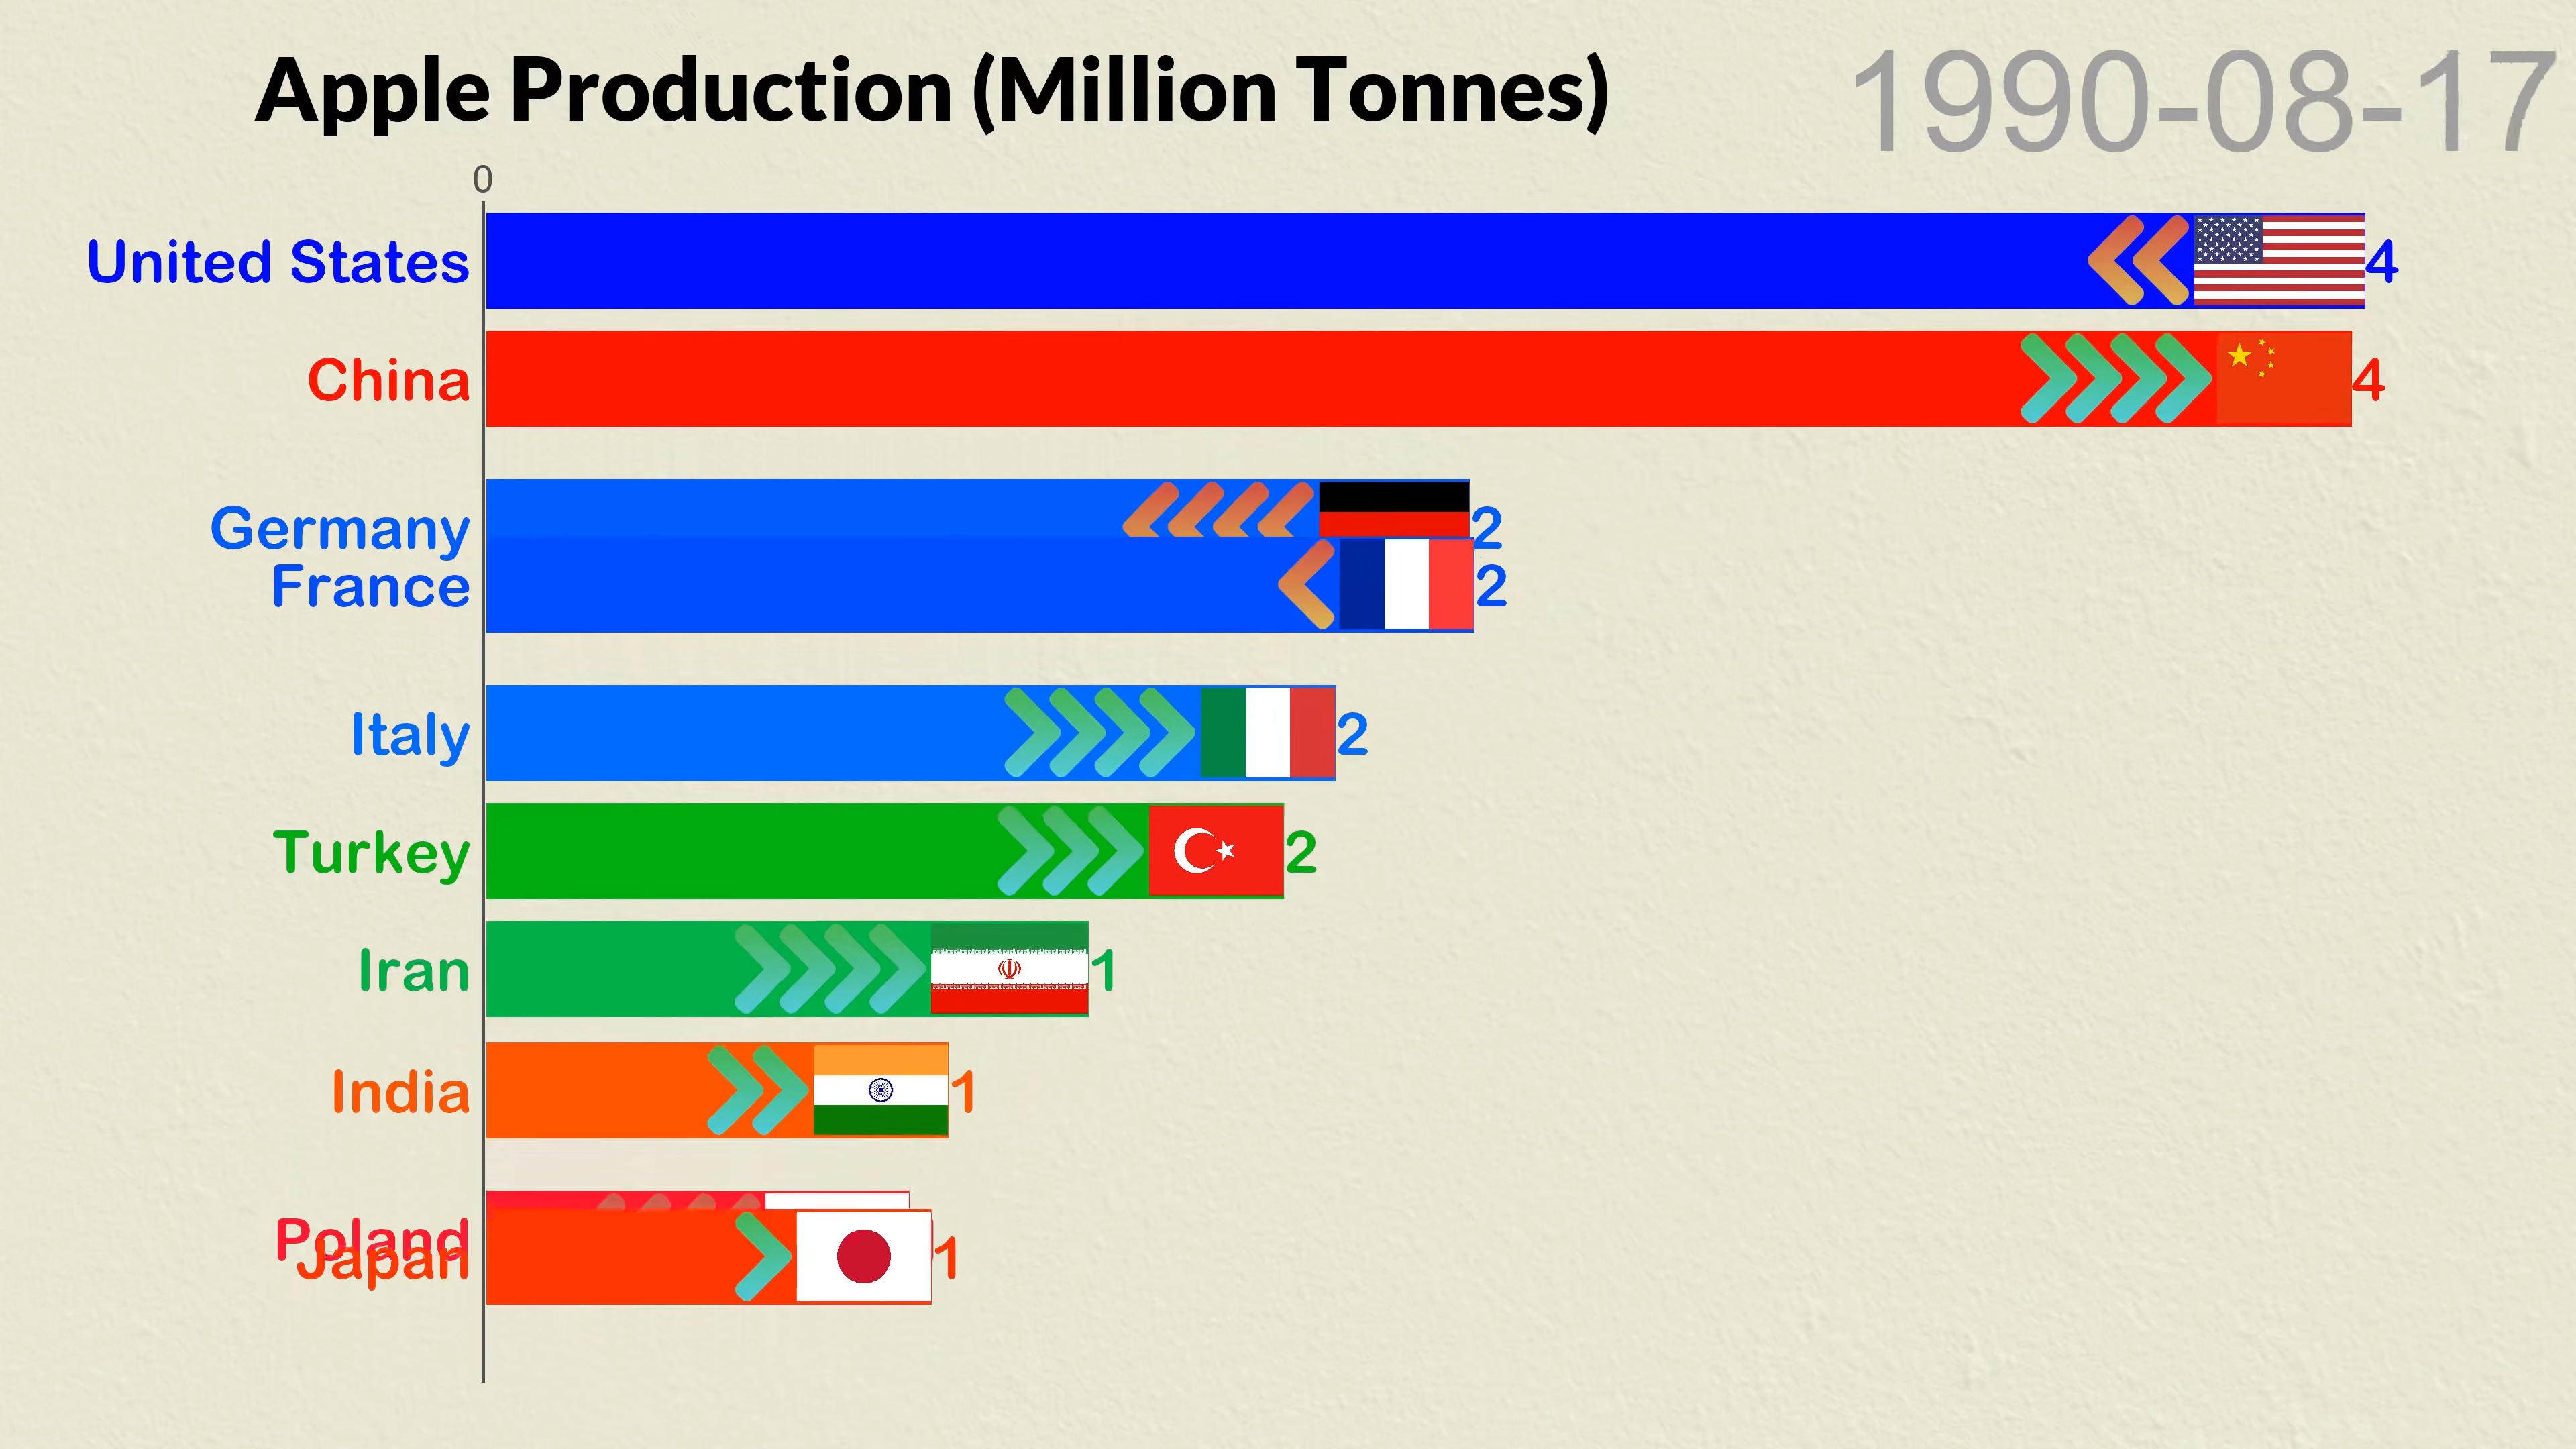 Apple Production (Million Tonnes)
1990-08-17
0
United States 4
China 4
Germany 2
France 2
Italy 2
Turkey 2
Iran 1
India 1
Poland
Japan 1